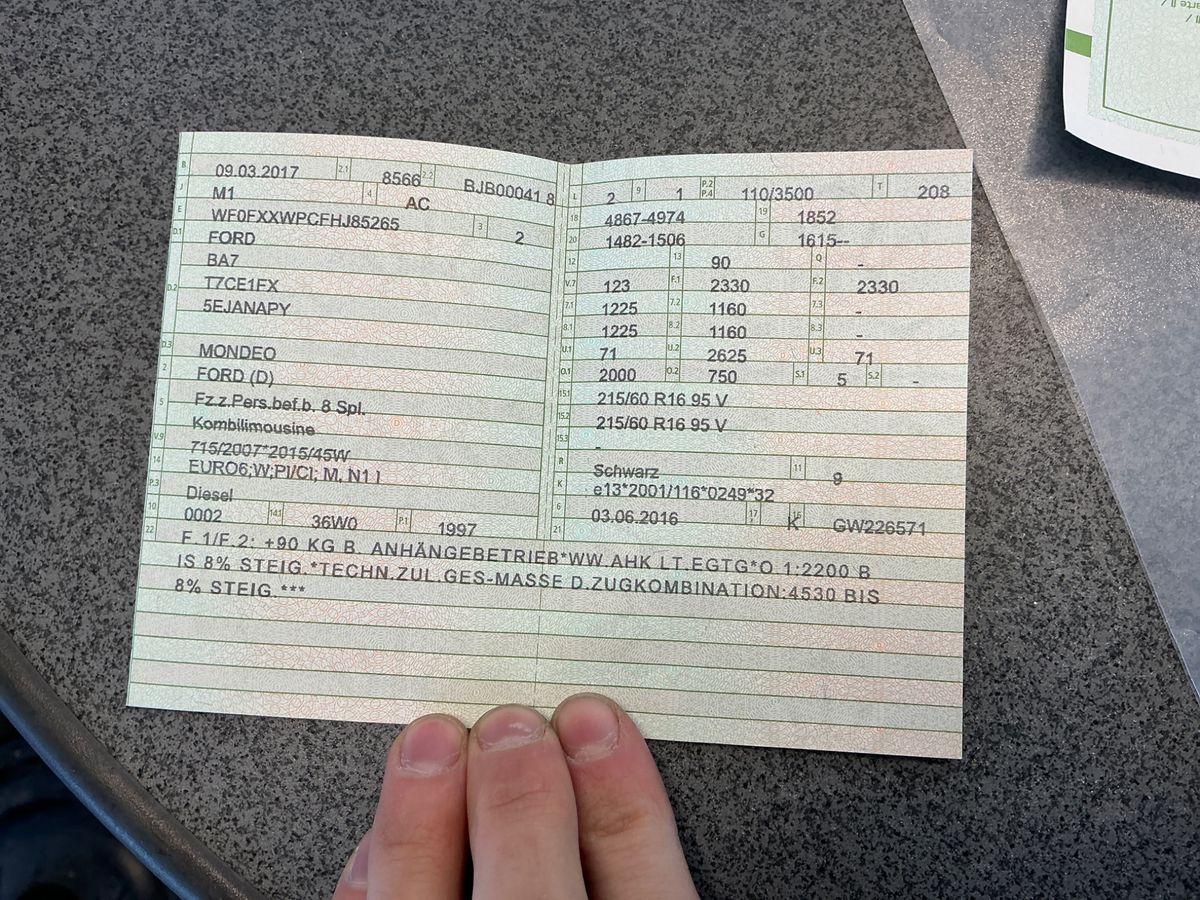 B 09.03.2017 2.1 8566 2.2 BJB00041 8
J M1 4 AC
E WF0FXXWPCFHJ85265 3 2
D.1 FORD
BA7
D.2 T7CE1FX
5EJANAPY
D.3 MONDEO
2 FORD (D)
5 Fz.z.Pers.bef.b. 8 Spl.
Kombilimousine
V.9 715/2007*2015/45W
14 EURO6;W;PI/CI; M, N1 I
P.3 Diesel
10 0002 14.1 36W0 P.1 1997
L 2 9 1 P.2 P.4 110/3500 T 208
18 4867-4974 19 1852
20 1482-1506 G 1615--
12 13 90 Q -
V.7 123 F.1 2330 F.2 2330
7.1 1225 7.2 1160 7.3 -
8.1 1225 8.2 1160 8.3 -
U.1 71 U.2 2625 U.3 71
O.1 2000 O.2 750 S.1 5 S.2 -
15.1 215/60 R16 95 V
15.2 215/60 R16 95 V
15.3 -
R Schwarz 11 9
K e13*2001/116*0249*32
6 03.06.2016 17 K 16 GW226571
21
22 F.1/F.2: +90 KG B. ANHÄNGEBETRIEB*WW.AHK LT.EGTG*O.1:2200 B
IS 8% STEIG.*TECHN.ZUL.GES-MASSE D.ZUGKOMBINATION:4530 BIS
8% STEIG.***